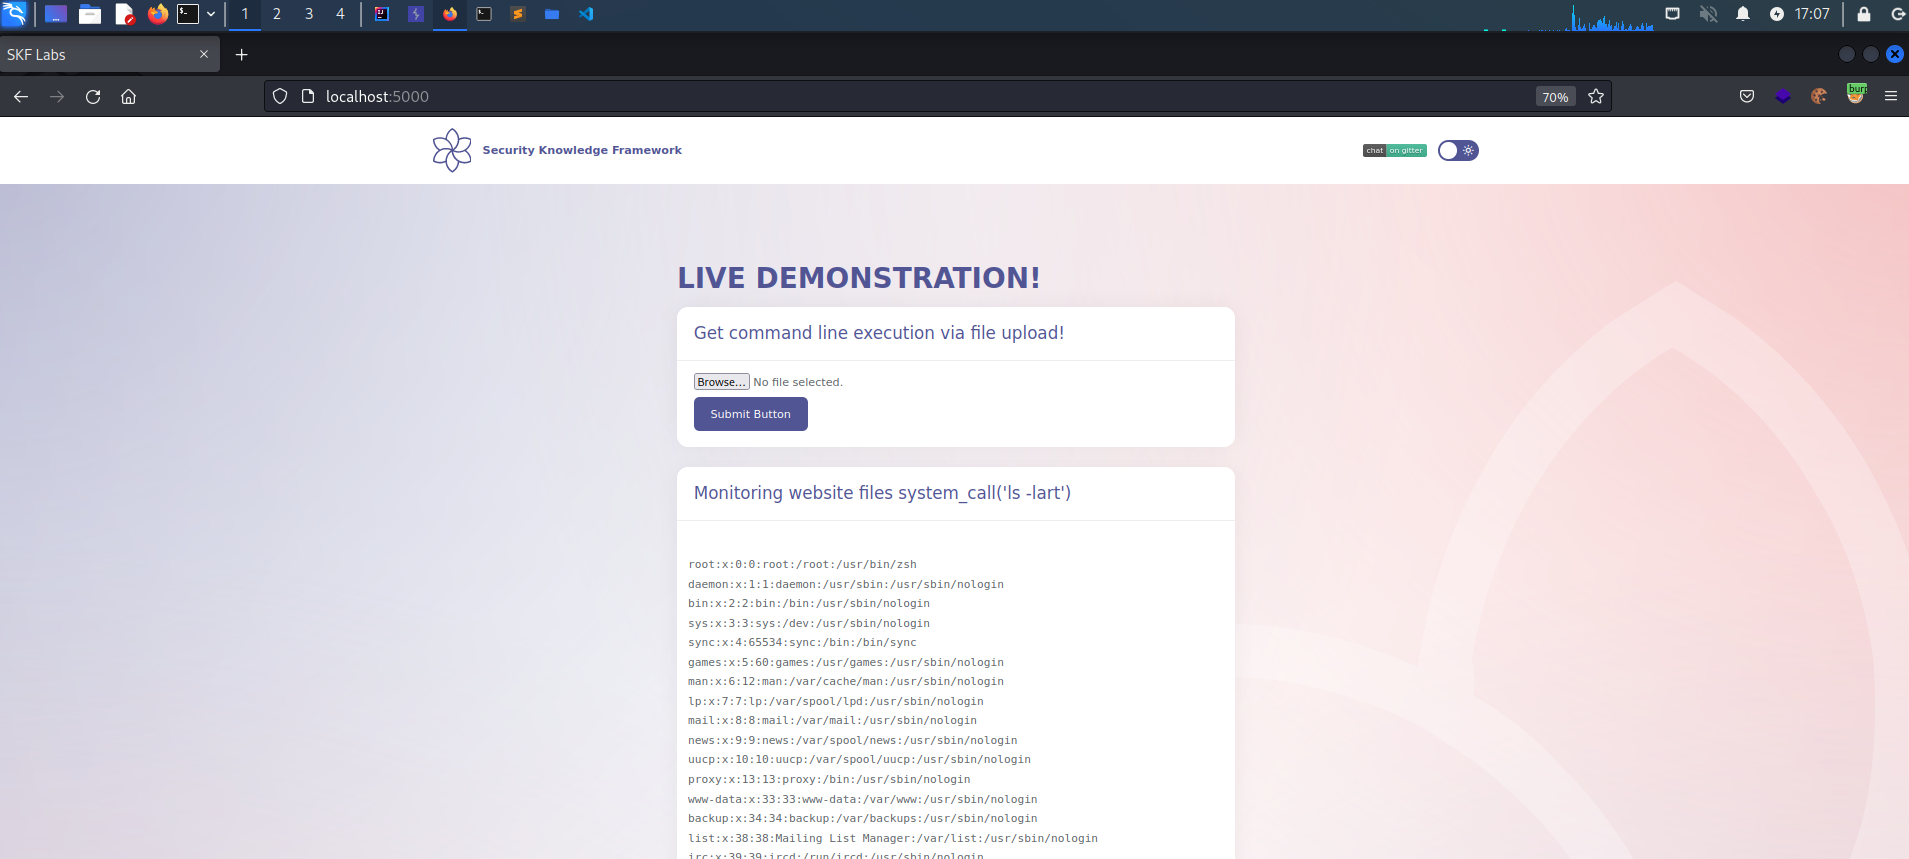 1 2 3 4 17:07
SKF Labs
localhost:5000 70%
Security Knowledge Framework chat on gitter
LIVE DEMONSTRATION!
Get command line execution via file upload!
Browse... No file selected.
Submit Button
Monitoring website files system_call('ls -lart')
root:x:0:0:root:/root:/usr/bin/zsh
daemon:x:1:1:daemon:/usr/sbin:/usr/sbin/nologin
bin:x:2:2:bin:/bin:/usr/sbin/nologin
sys:x:3:3:sys:/dev:/usr/sbin/nologin
sync:x:4:65534:sync:/bin:/bin/sync
games:x:5:60:games:/usr/games:/usr/sbin/nologin
man:x:6:12:man:/var/cache/man:/usr/sbin/nologin
lp:x:7:7:lp:/var/spool/lpd:/usr/sbin/nologin
mail:x:8:8:mail:/var/mail:/usr/sbin/nologin
news:x:9:9:news:/var/spool/news:/usr/sbin/nologin
uucp:x:10:10:uucp:/var/spool/uucp:/usr/sbin/nologin
proxy:x:13:13:proxy:/bin:/usr/sbin/nologin
www-data:x:33:33:www-data:/var/www:/usr/sbin/nologin
backup:x:34:34:backup:/var/backups:/usr/sbin/nologin
list:x:38:38:Mailing List Manager:/var/list:/usr/sbin/nologin
irc:x:39:39:ircd:/run/ircd:/usr/sbin/nologin